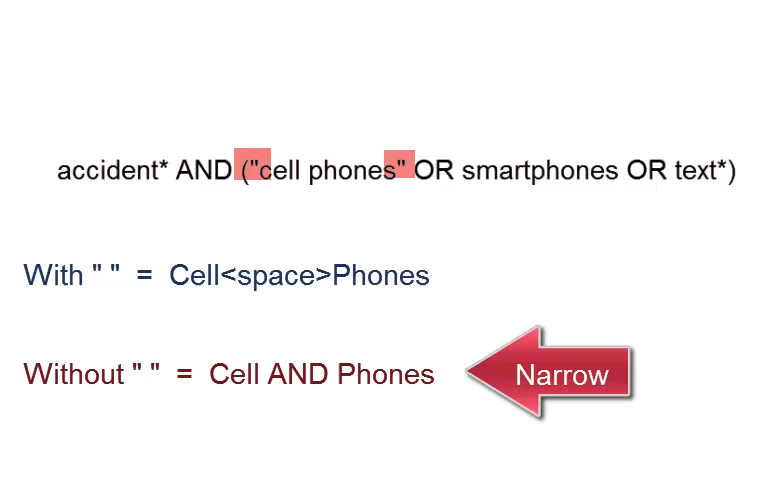 accident* AND ("cell phones" OR smartphones OR text*)
With " " = Cell<space>Phones
Without " " = Cell AND Phones
Narrow